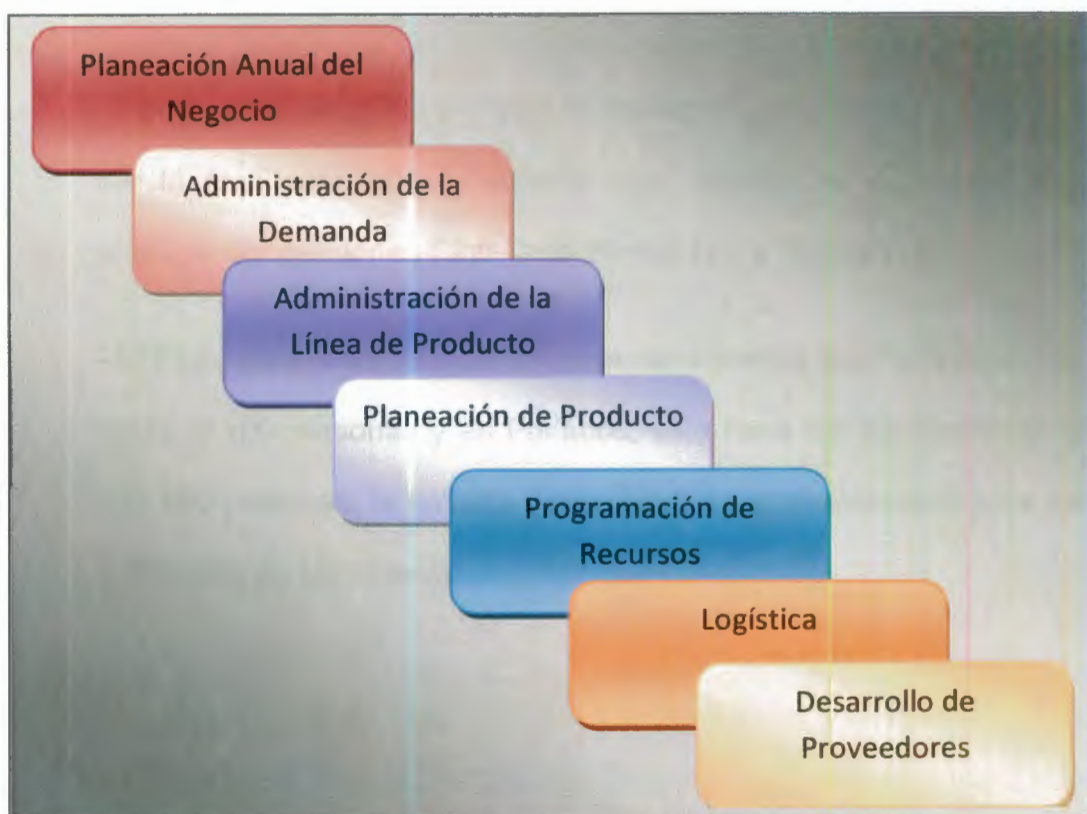 Planeación Anual del
Negocio
Administración de la
Demanda
Administración de la
Línea de Producto
Planeación de Producto
Programación de
Recursos
Logística
Desarrollo de
Proveedores